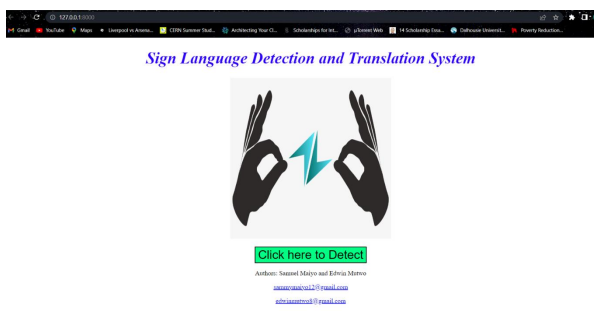 127.0.0.1:8000
Gmail YouTube Maps Liverpool vs Arsena... CERN Summer Stud... Architecting Your Cl... Scholarships for Int... µTorrent Web 14 Scholarship Essa... Dalhousie Universit... Poverty Reduction...
Sign Language Detection and Translation System
Click here to Detect
Authors: Samuel Maiyo and Edwin Mutwo
sammymaiyo12@gmail.com
edwinmutwo8@gmail.com